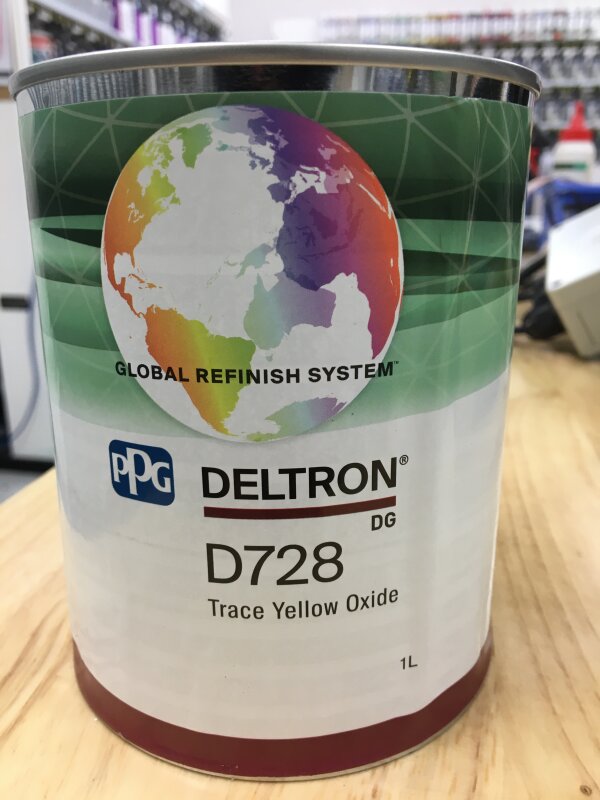 GLOBAL REFINISH SYSTEM™
PPG
DELTRON®
DG
D728
Trace Yellow Oxide
1L